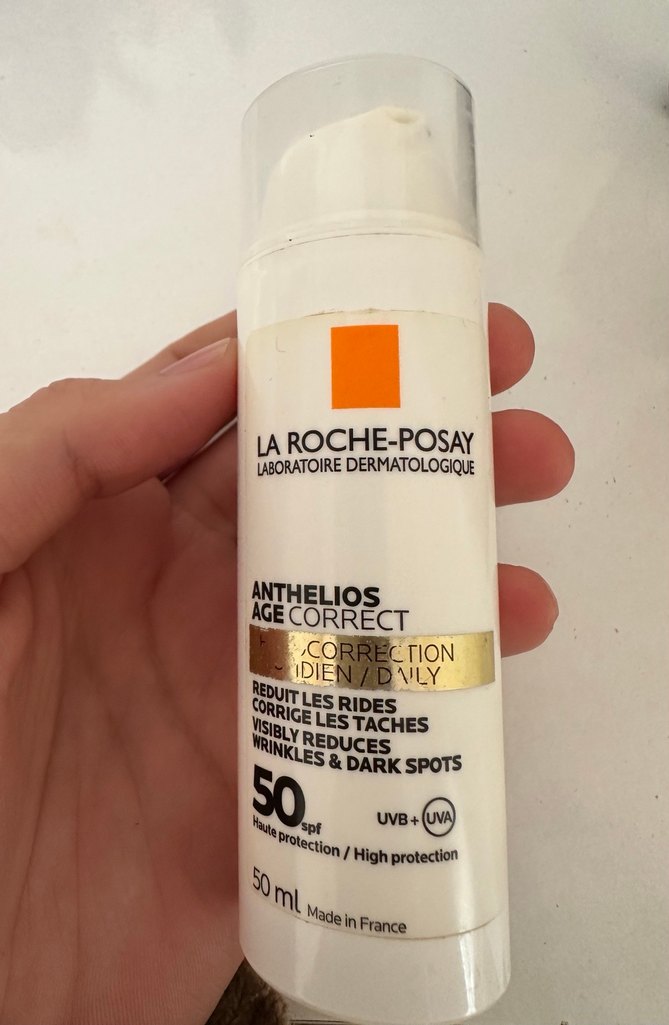 LA ROCHE-POSAY
LABORATOIRE DERMATOLOGIQUE
ANTHELIOS
AGE CORRECT
CORRECTION
/ DAILY
REDUIT LES RIDES
CORRIGE LES TACHES
VISIBLY REDUCES
WRINKLES & DARK SPOTS
50 spf
UVB + UVA
Haute protection / High protection
50 ml Made in France